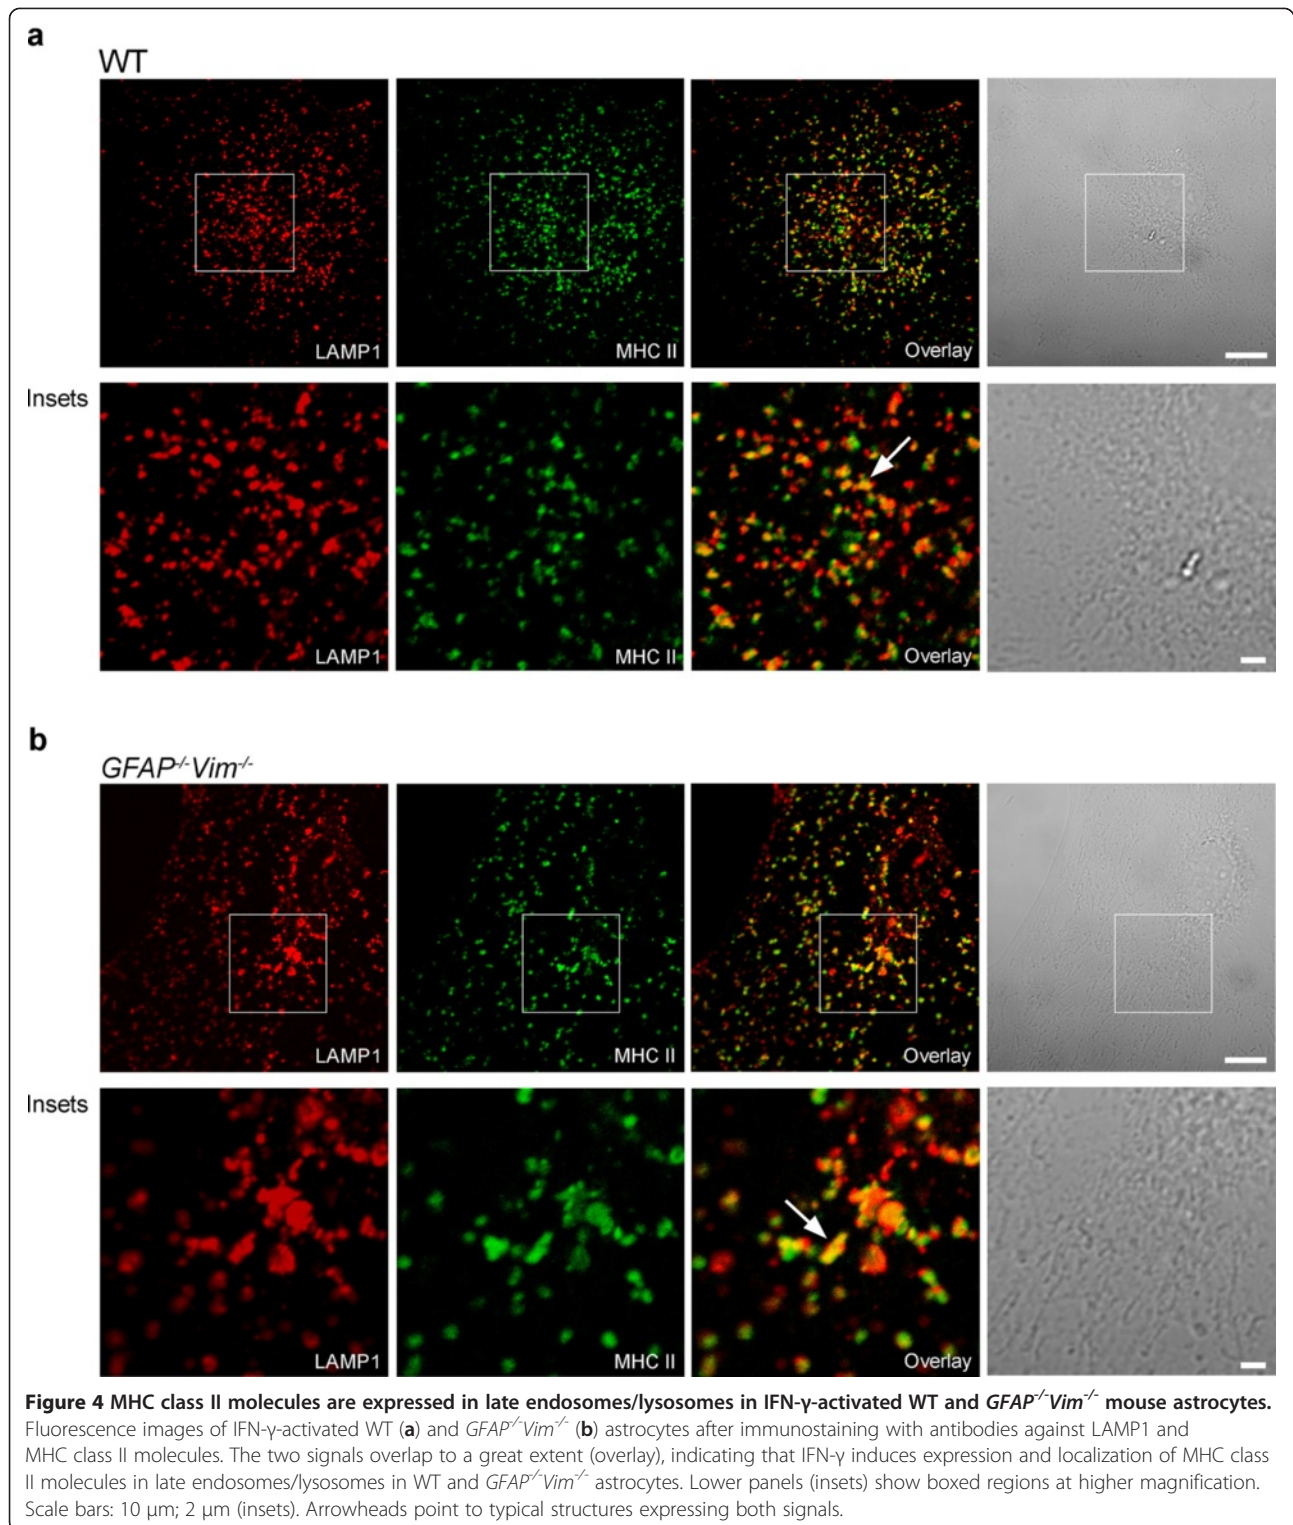 a
WT
LAMP1
MHC II
Overlay
Insets
LAMP1
MHC II
Overlay
b
GFAP-/-Vim-/-
LAMP1
MHC II
Overlay
Insets
LAMP1
MHC II
Overlay
Figure 4 MHC class II molecules are expressed in late endosomes/lysosomes in IFN-γ-activated WT and GFAP-/-Vim-/- mouse astrocytes.
Fluorescence images of IFN-γ-activated WT (a) and GFAP-/-Vim-/- (b) astrocytes after immunostaining with antibodies against LAMP1 and
MHC class II molecules. The two signals overlap to a great extent (overlay), indicating that IFN-γ induces expression and localization of MHC class
II molecules in late endosomes/lysosomes in WT and GFAP-/-Vim-/- astrocytes. Lower panels (insets) show boxed regions at higher magnification.
Scale bars: 10 μm; 2 μm (insets). Arrowheads point to typical structures expressing both signals.